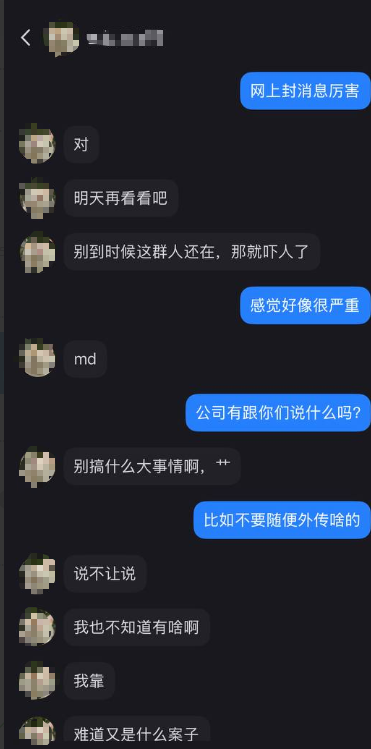 网上封消息厉害
对
明天再看看吧
别到时候这群人还在，那就吓人了
感觉好像很严重
md
公司有跟你们说什么吗?
别搞什么大事情啊，艹
比如不要随便外传啥的
说不让说
我也不知道有啥啊
我靠
难道又是什么案子